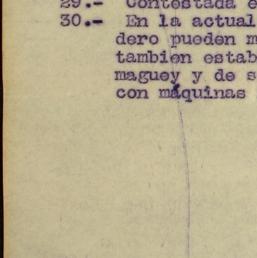 29.- Contestada e
30.- En la actual
dero pueden m
tambien estab
maguey y de s
con máquinas